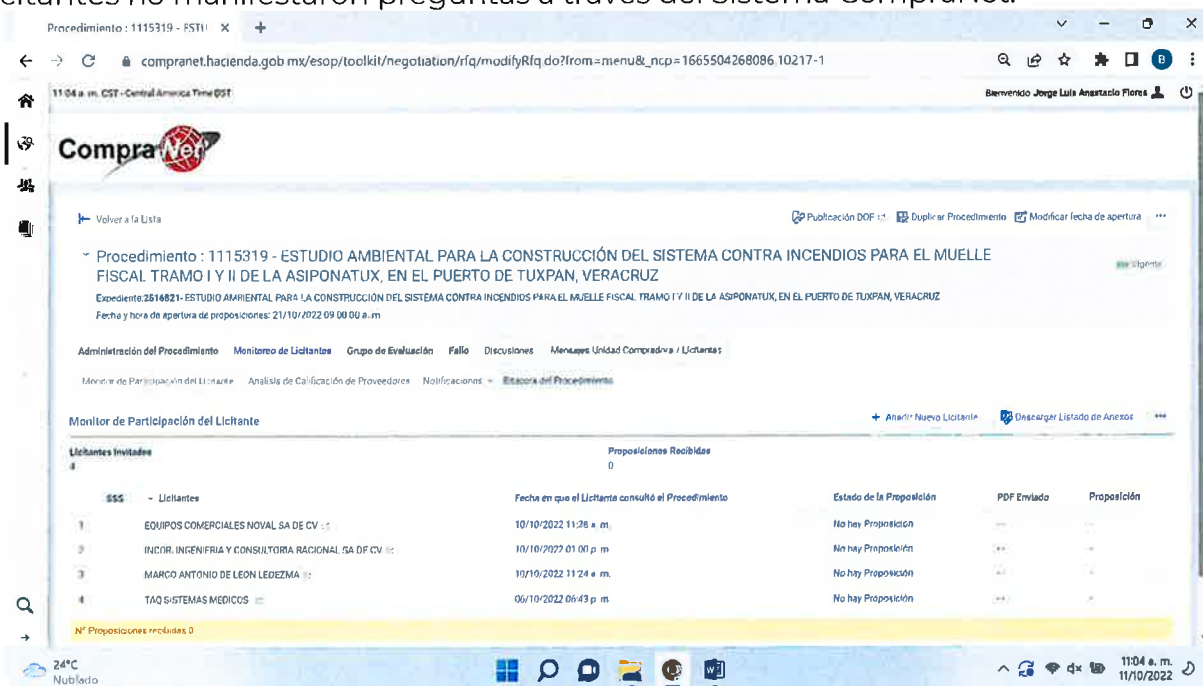 citantes no manifestaron preguntas a través del Sistema CompraNet.
Procedimiento : 1115319 - ESTU
compranet.hacienda.gob.mx/esop/toolkit/negotiation/rfq/modifyRfq.do?from=menu&_ncp=1665504268086.10217-1
B
11:04 a. m. CST - Central America Time DST
Bienvenido Jorge Luis Anastacio Flores
CompraNet
Volver a la Lista
Publicación DOF
Duplicar Procedimiento
Modificar fecha de apertura
Procedimiento : 1115319 - ESTUDIO AMBIENTAL PARA LA CONSTRUCCIÓN DEL SISTEMA CONTRA INCENDIOS PARA EL MUELLE
FISCAL TRAMO I Y II DE LA ASIPONATUX, EN EL PUERTO DE TUXPAN, VERACRUZ
Vigente
Expediente:2516821- ESTUDIO AMBIENTAL PARA LA CONSTRUCCIÓN DEL SISTEMA CONTRA INCENDIOS PARA EL MUELLE FISCAL TRAMO I Y II DE LA ASIPONATUX, EN EL PUERTO DE TUXPAN, VERACRUZ
Fecha y hora de apertura de proposiciones: 21/10/2022 09:00:00 a. m
Administración del Procedimiento Monitoreo de Licitantes Grupo de Evaluación Fallo Discusiones Mensajes Unidad Compradora / Licitantes
Monitor de Participación del Licitante Analisis de Calificación de Proveedores Notificaciones Bitácora del Procedimiento
Monitor de Participación del Licitante
+ Añadir Nuevo Licitante
Descargar Listado de Anexos
Licitantes Invitados Proposiciones Recibidas
4 0
Licitantes Fecha en que el Licitante consultó el Procedimiento Estado de la Proposición PDF Enviado Proposición
1 EQUIPOS COMERCIALES NOVAL SA DE CV 10/10/2022 11:26 a. m. No hay Proposición
2 INCOR. INGENIERIA Y CONSULTORIA RACIONAL SA DE CV 10/10/2022 01:00 p. m No hay Proposición
3 MARCO ANTONIO DE LEON LEDEZMA 10/10/2022 11:24 a. m. No hay Proposición
4 TAQ SISTEMAS MEDICOS 06/10/2022 06:43 p. m No hay Proposición
N° Proposiciones recibidas 0
24°C
Nublado
11:04 a. m.
11/10/2022